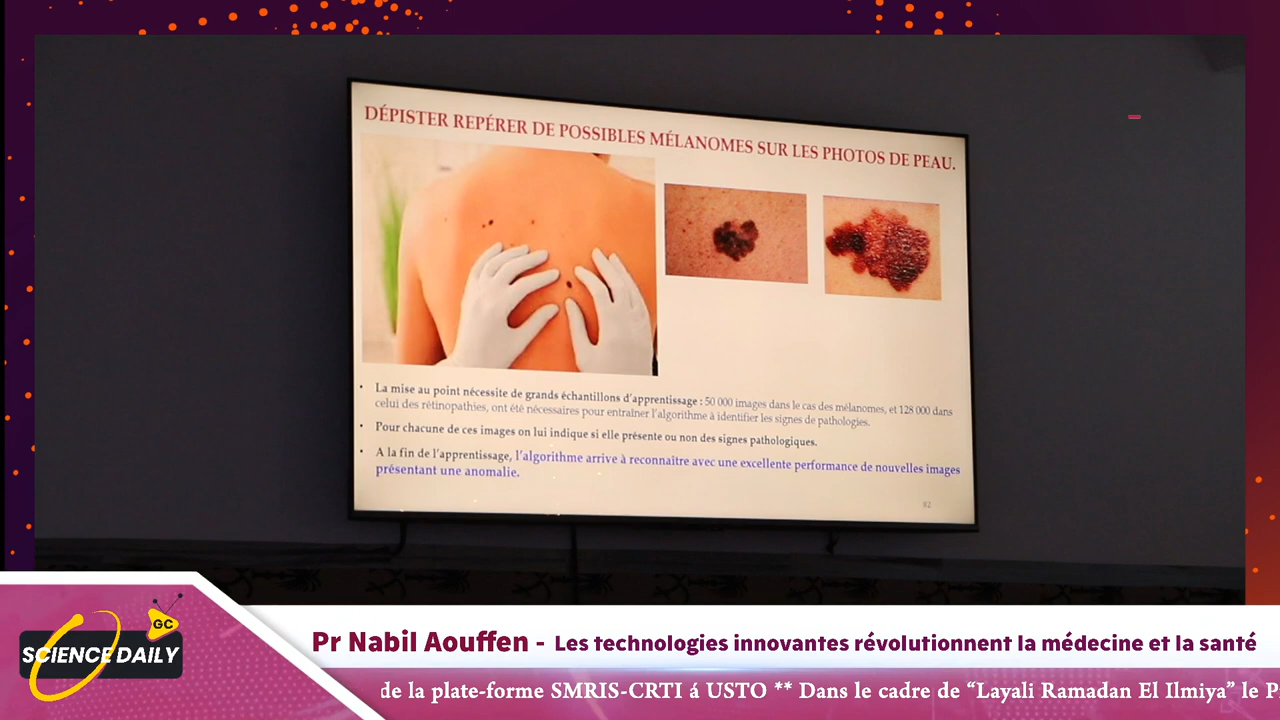 DÉPISTER REPÉRER DE POSSIBLES MÉLANOMES SUR LES PHOTOS DE PEAU.
• La mise au point nécessite de grands échantillons d'apprentissage : 50 000 images dans le cas des mélanomes, et 128 000 dans
celui des rétinopathies, ont été nécessaires pour entraîner l'algorithme à identifier les signes de pathologies.
• Pour chacune de ces images on lui indique si elle présente ou non des signes pathologiques.
• A la fin de l'apprentissage, l'algorithme arrive à reconnaître avec une excellente performance de nouvelles images
présentant une anomalie.
82
GC
SCIENCE DAILY
Pr Nabil Aouffen - Les technologies innovantes révolutionnent la médecine et la santé
de la plate-forme SMRIS-CRTI á USTO ** Dans le cadre de “Layali Ramadan El Ilmiya” le P